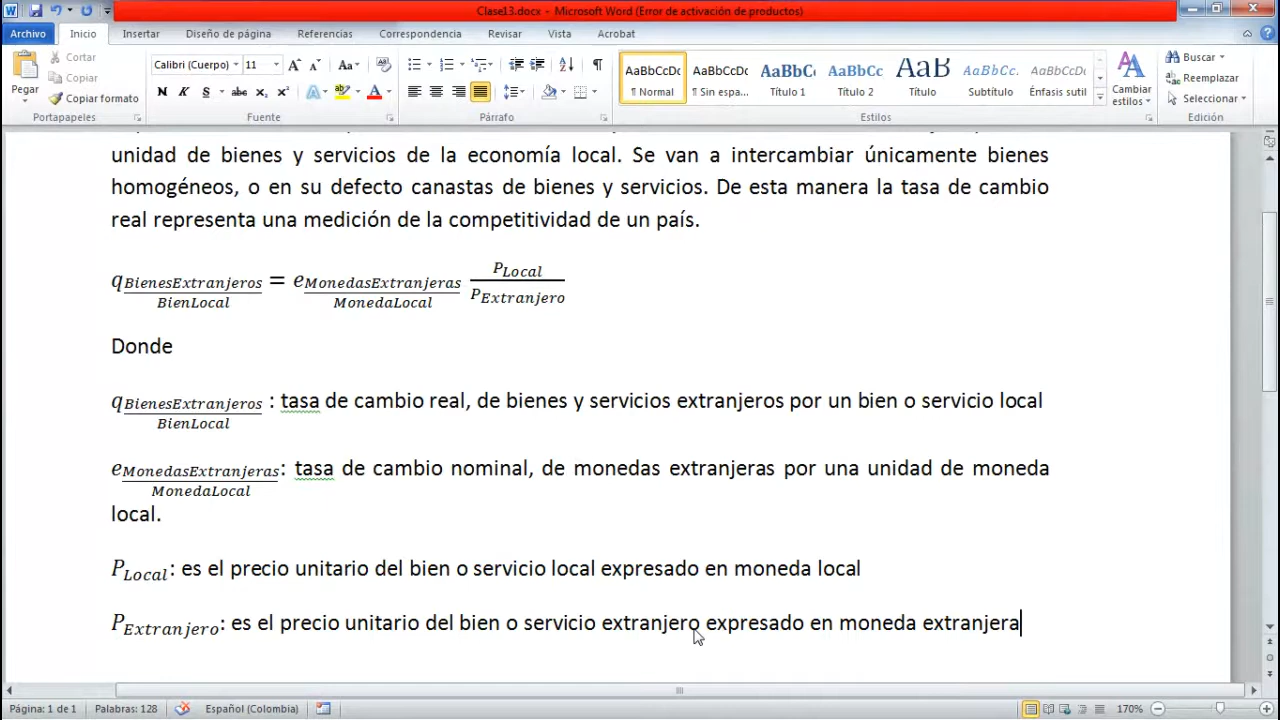 Clase13.docx - Microsoft Word (Error de activación de productos)
Archivo Inicio Insertar Diseño de página Referencias Correspondencia Revisar Vista Acrobat
Pegar
Cortar
Copiar
Copiar formato
Portapapeles
Calibri (Cuerpo) 11
Fuente
Párrafo
AaBbCcDc AaBbCcDc AaBbC AaBbCc AaB AaBbCc. AaBbCcDc
¶ Normal ¶ Sin espa... Título 1 Título 2 Título Subtítulo Énfasis sutil
Estilos
Cambiar
estilos
Buscar
Reemplazar
Seleccionar
Edición
unidad de bienes y servicios de la economía local. Se van a intercambiar únicamente bienes
homogéneos, o en su defecto canastas de bienes y servicios. De esta manera la tasa de cambio
real representa una medición de la competitividad de un país.
q BienesExtranjeros/BienLocal = e MonedasExtranjeras/MonedaLocal P Local/P Extranjero
Donde
q BienesExtranjeros/BienLocal : tasa de cambio real, de bienes y servicios extranjeros por un bien o servicio local
e MonedasExtranjeras/MonedaLocal: tasa de cambio nominal, de monedas extranjeras por una unidad de moneda
local.
P Local: es el precio unitario del bien o servicio local expresado en moneda local
P Extranjero: es el precio unitario del bien o servicio extranjero expresado en moneda extranjera
Página: 1 de 1 Palabras: 128 Español (Colombia) 170%